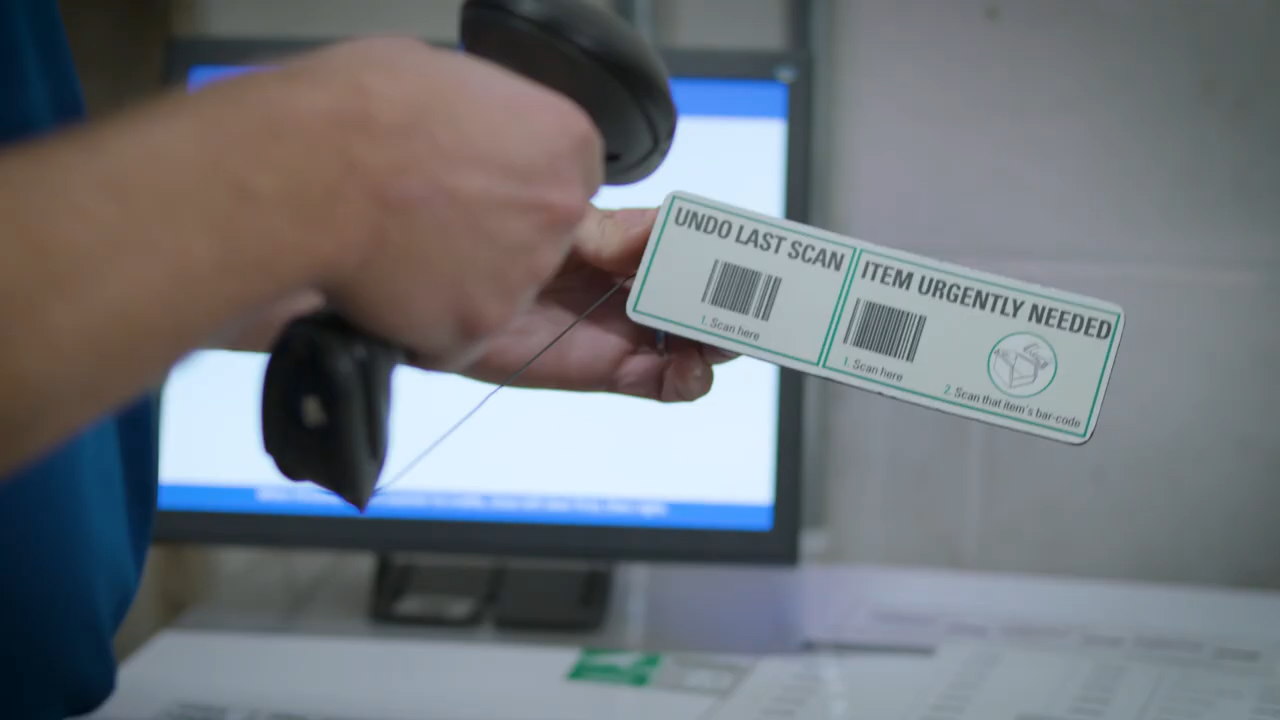 UNDO LAST SCAN
1. Scan here
ITEM URGENTLY NEEDED
1. Scan here
2. Scan that item's bar-code